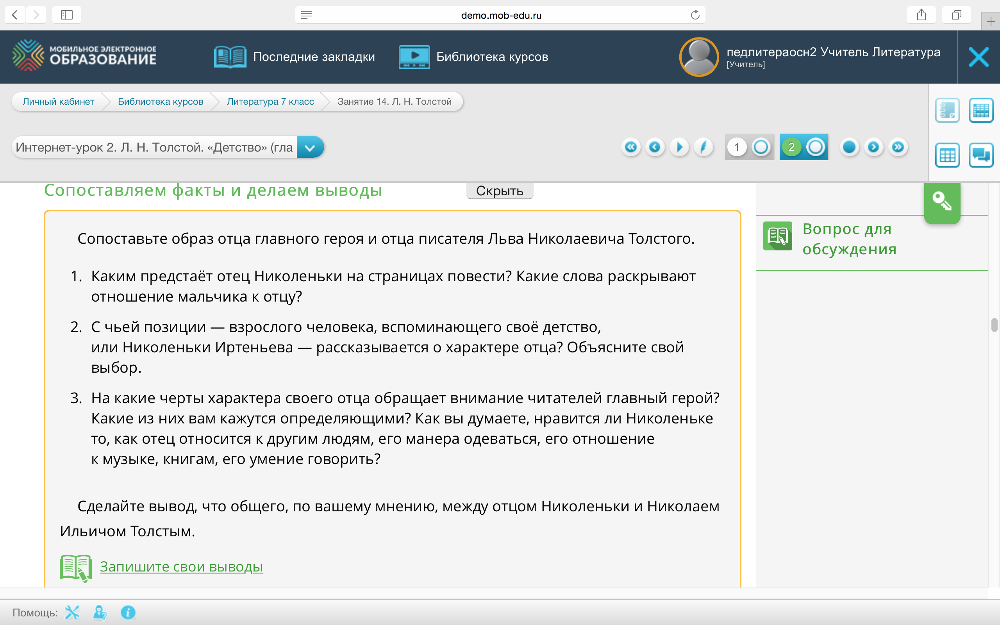 demo.mob-edu.ru
МОБИЛЬНОЕ ЭЛЕКТРОННОЕ
ОБРАЗОВАНИЕ
Последние закладки
Библиотека курсов
педлитераосн2 Учитель Литература
[Учитель]
Личный кабинет
Библиотека курсов
Литература 7 класс
Занятие 14. Л. Н. Толстой
Интернет-урок 2. Л. Н. Толстой. «Детство» (гла
1
2
Сопоставляем факты и делаем выводы
Скрыть
Сопоставьте образ отца главного героя и отца писателя Льва Николаевича Толстого.
1. Каким предстаёт отец Николеньки на страницах повести? Какие слова раскрывают
отношение мальчика к отцу?
2. С чьей позиции — взрослого человека, вспоминающего своё детство,
или Николеньки Иртеньева — рассказывается о характере отца? Объясните свой
выбор.
3. На какие черты характера своего отца обращает внимание читателей главный герой?
Какие из них вам кажутся определяющими? Как вы думаете, нравится ли Николеньке
то, как отец относится к другим людям, его манера одеваться, его отношение
к музыке, книгам, его умение говорить?
Сделайте вывод, что общего, по вашему мнению, между отцом Николеньки и Николаем
Ильичом Толстым.
Запишите свои выводы
Вопрос для
обсуждения
Помощь: